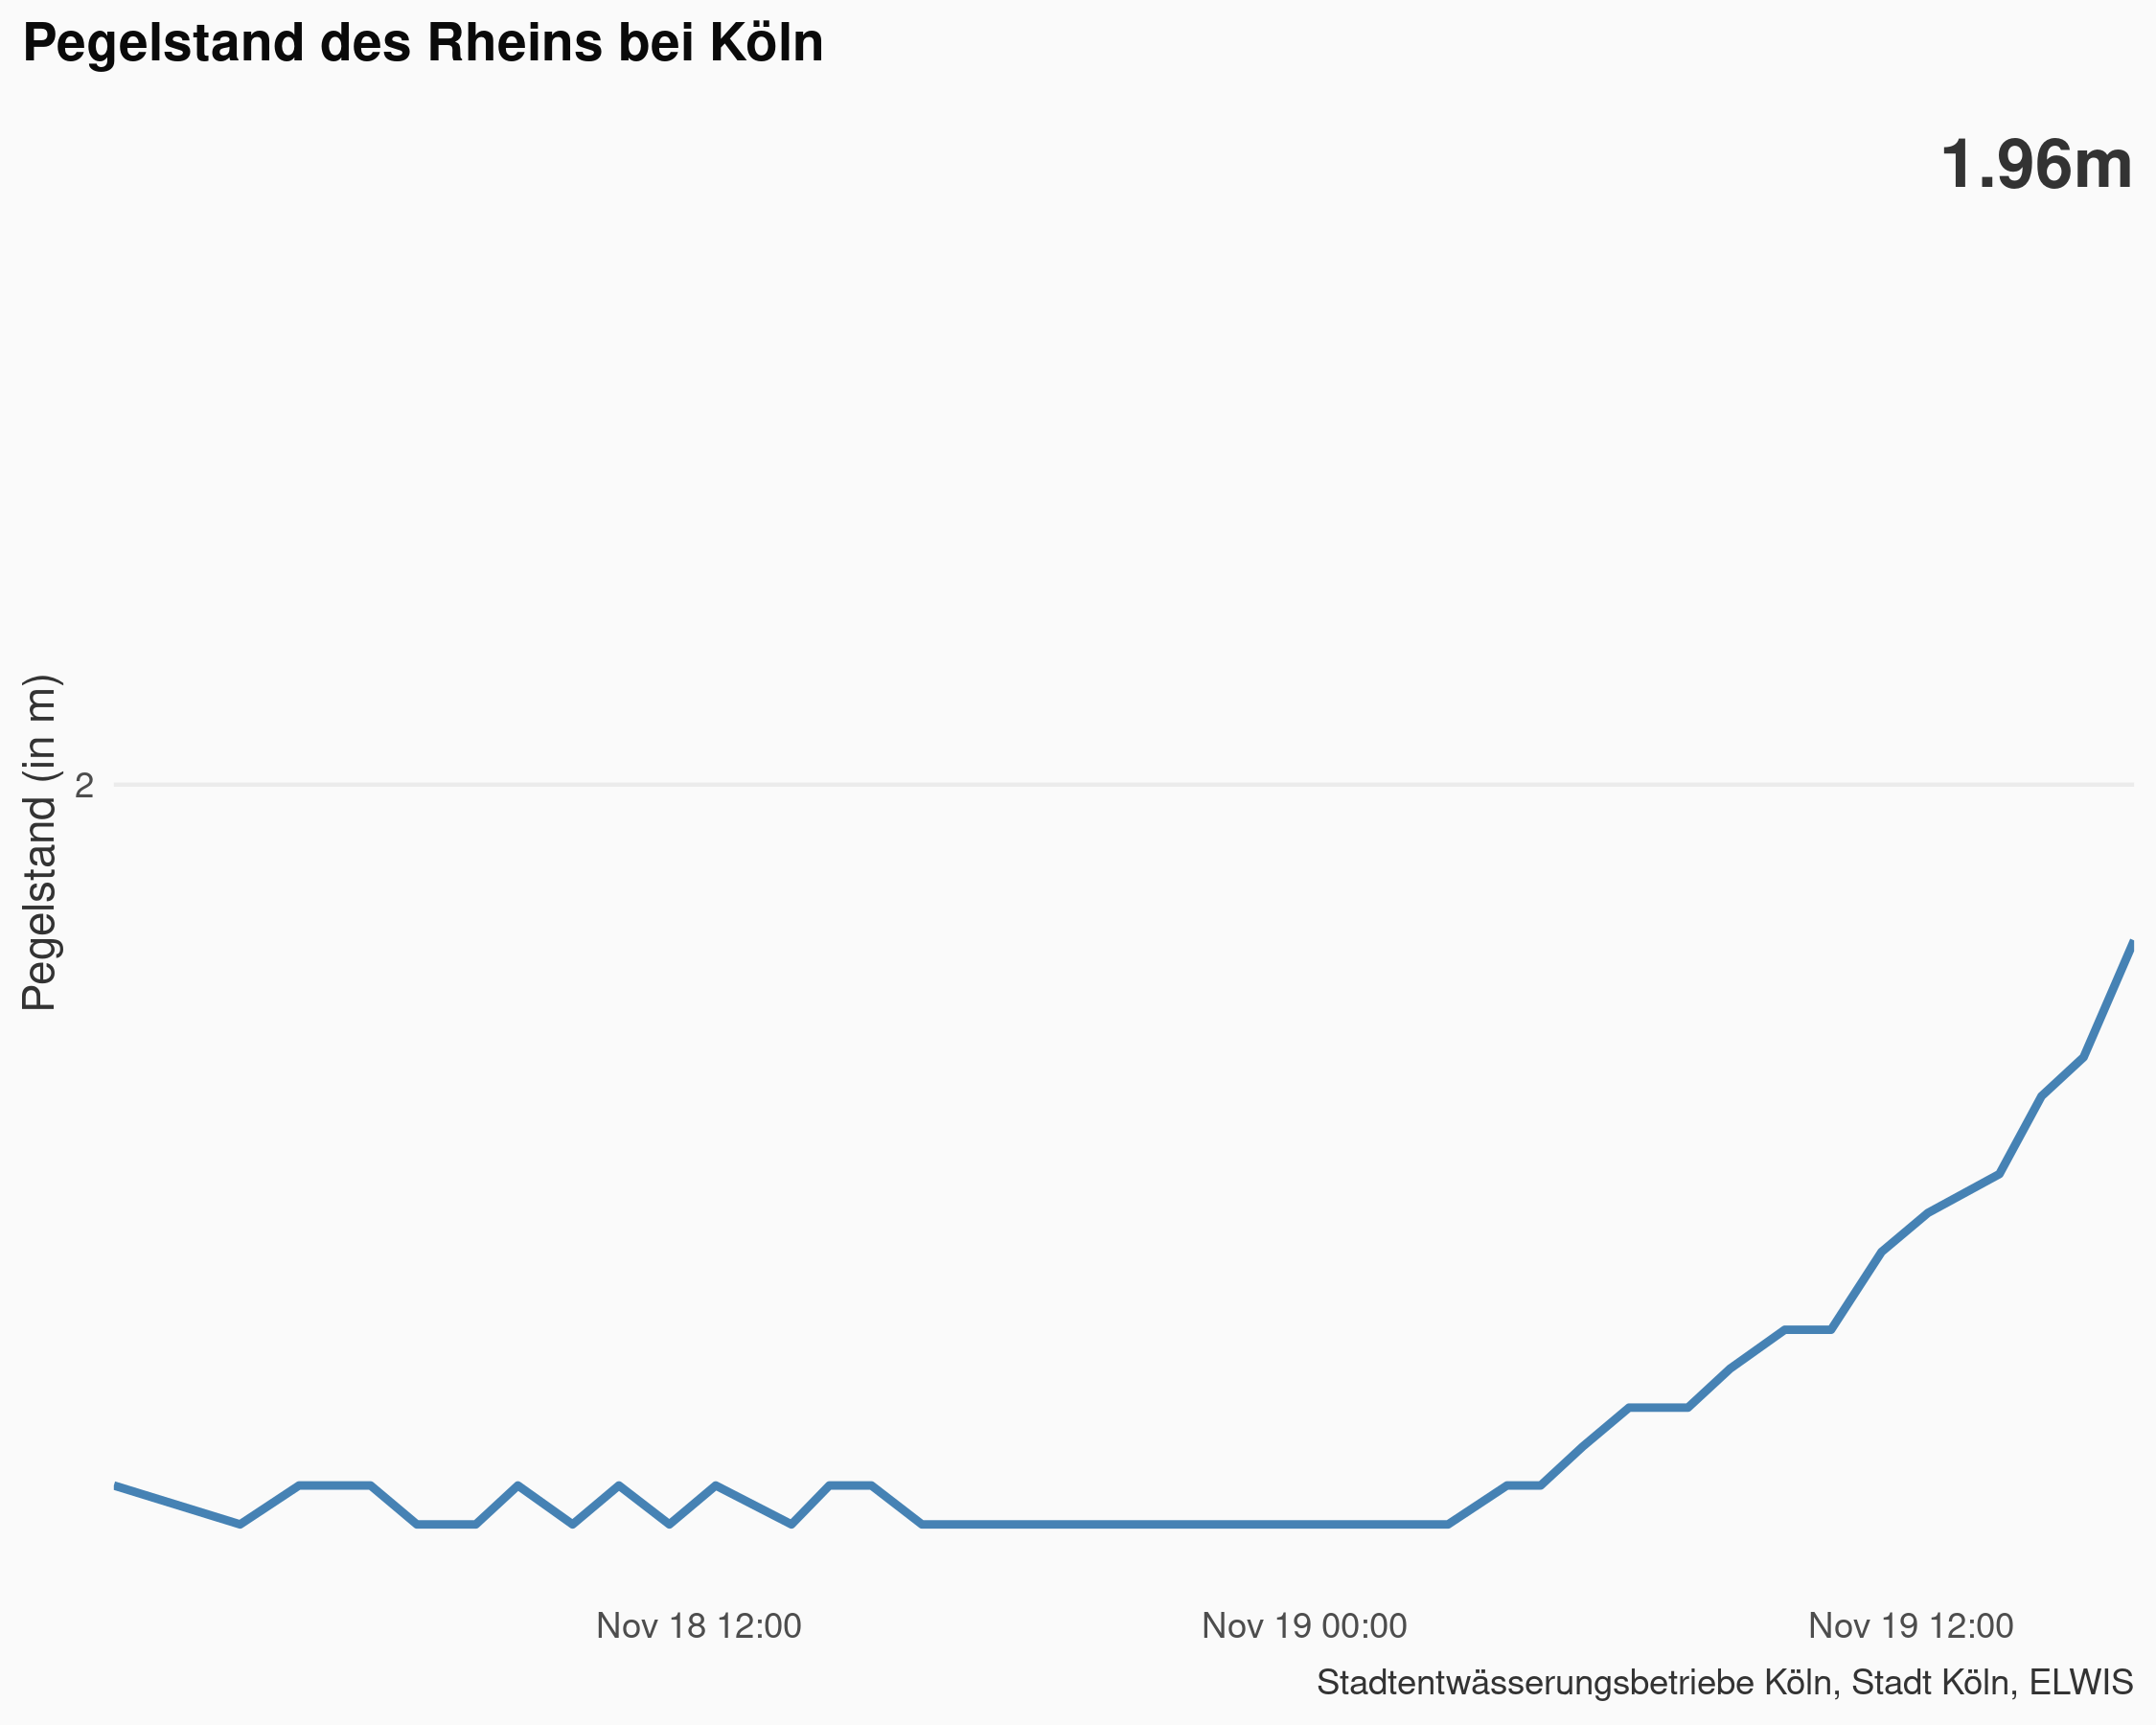 Pegelstand des Rheins bei Köln
1.96m
Pegelstand (in m)
2
Nov 18 12:00
Nov 19 00:00
Nov 19 12:00
Stadtentwässerungsbetriebe Köln, Stadt Köln, ELWIS